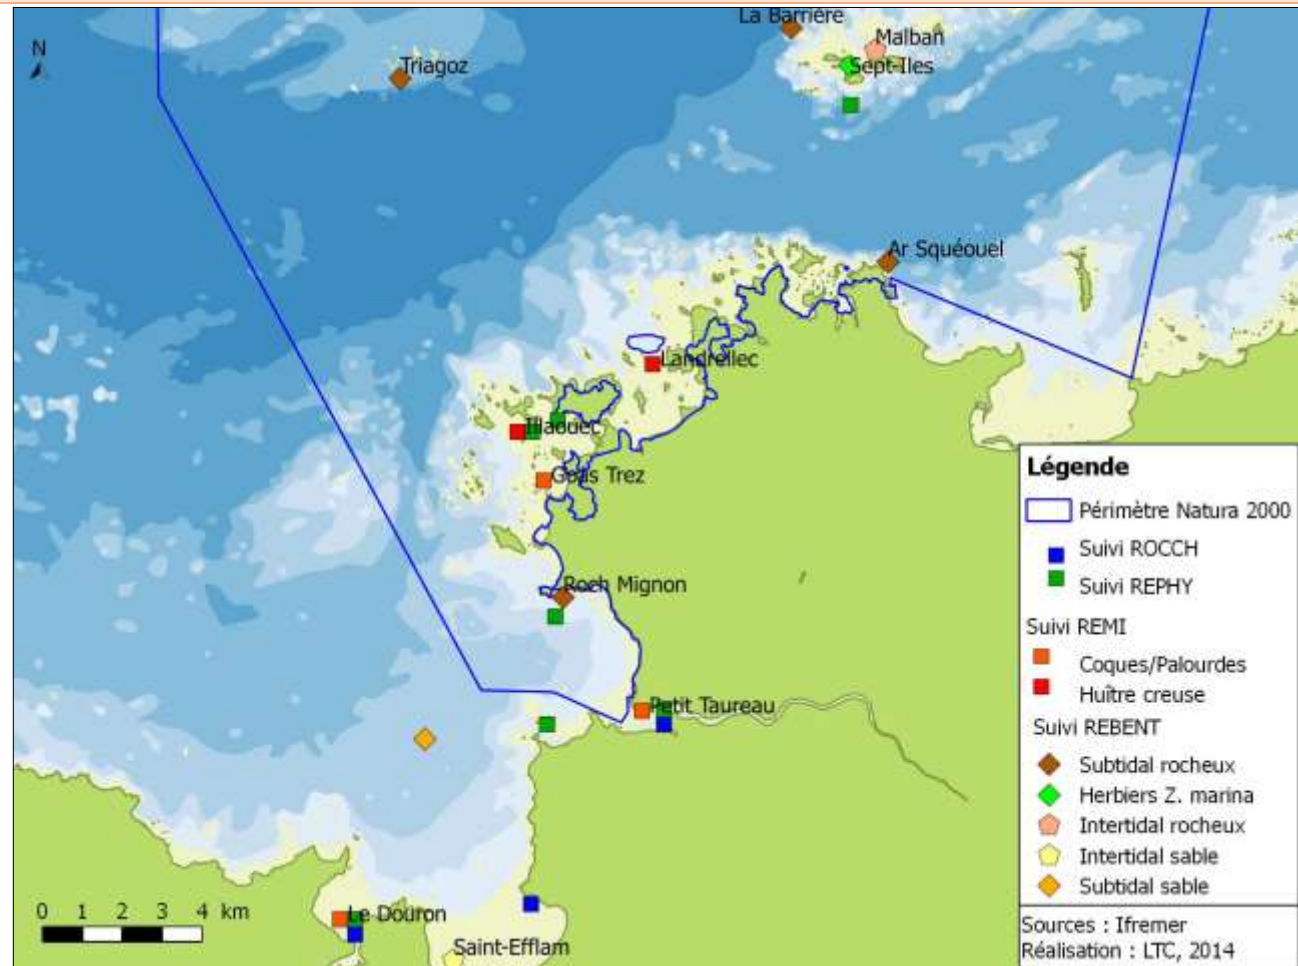 La Barrière
N
Malban
Triagoz
Sept-Iles
Ar Squéouel
Landrellec
Illaouec
Goas Trez
Roch Mignon
Petit Taureau
Le Douron
Saint-Efflam
0 1 2 3 4 km
Légende
Périmètre Natura 2000
Suivi ROCCH
Suivi REPHY
Suivi REMI
Coques/Palourdes
Huître creuse
Suivi REBENT
Subtidal rocheux
Herbiers Z. marina
Intertidal rocheux
Intertidal sable
Subtidal sable
Sources : Ifremer
Réalisation : LTC, 2014